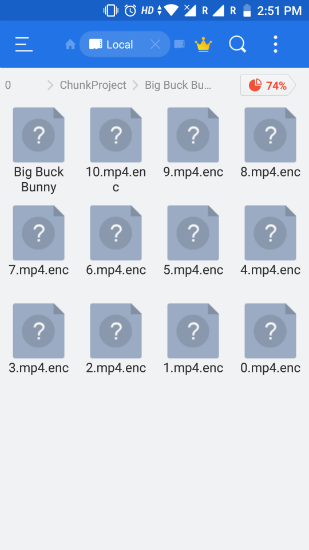 HD R R 2:51 PM
Local
0 ChunkProject Big Buck Bu... 74%
Big Buck 10.mp4.en 9.mp4.enc 8.mp4.enc
Bunny c
7.mp4.enc 6.mp4.enc 5.mp4.enc 4.mp4.enc
3.mp4.enc 2.mp4.enc 1.mp4.enc 0.mp4.enc